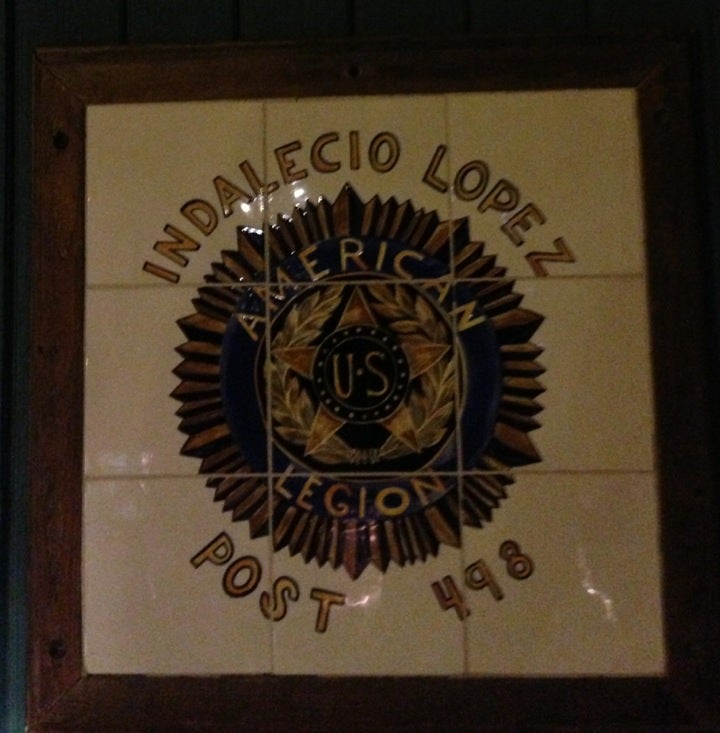 INDALECIO LOPEZ
AMERICAN
U·S
LEGION
POST 498